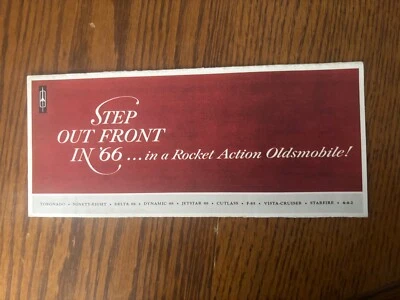 STEP
OUT FRONT
IN '66 ... in a Rocket Action Oldsmobile!
TORONADO • NINETY-EIGHT • DELTA 88 • DYNAMIC 88 • JETSTAR 88 • CUTLASS • F-85 • VISTA-CRUISER • STARFIRE • 4-4-2